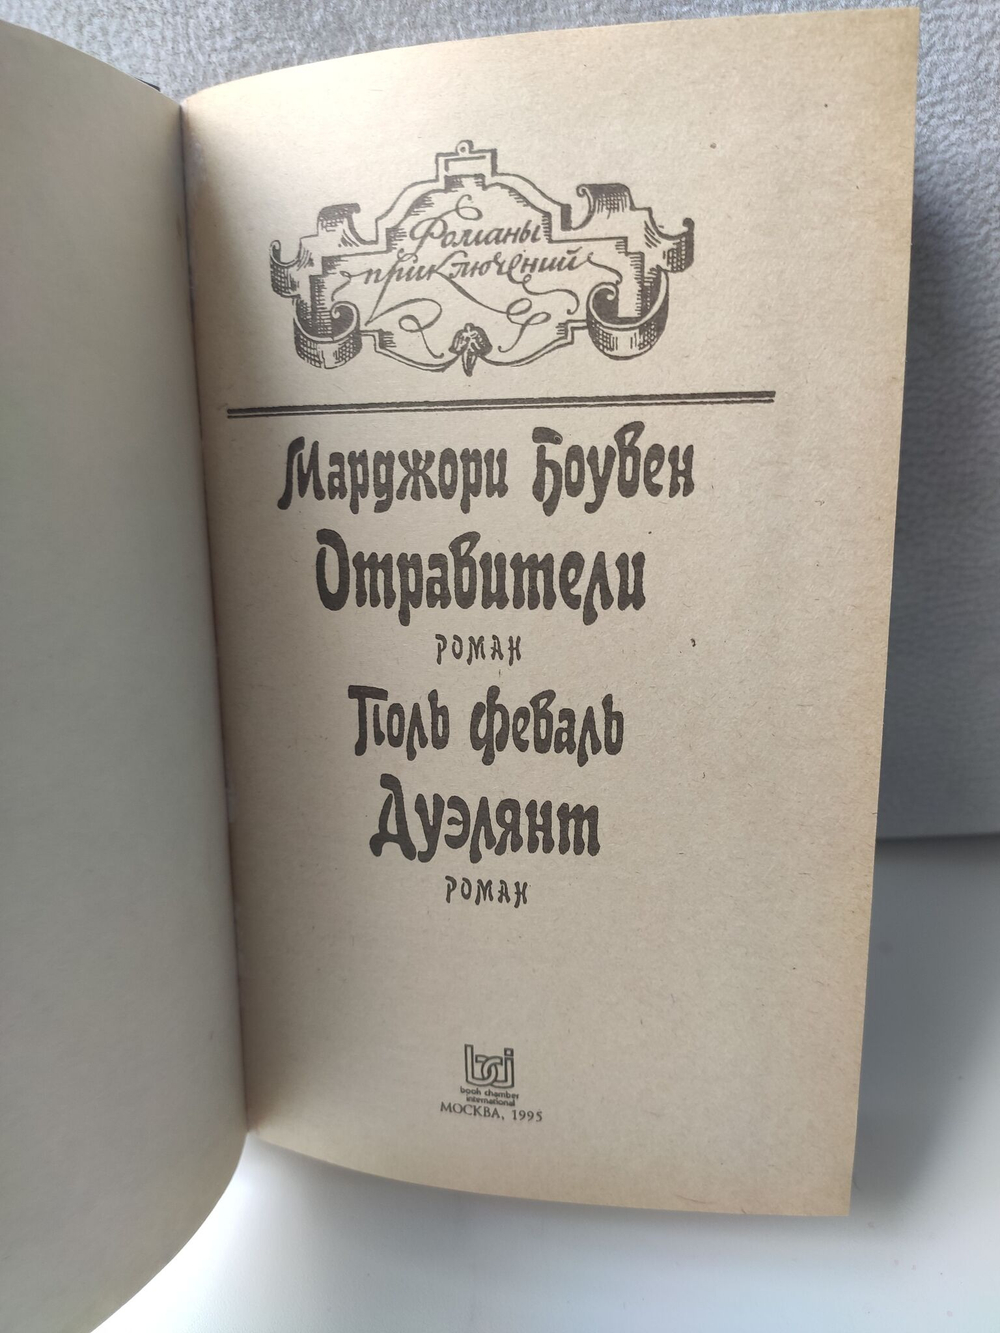 Романы
приключений
Марджори Боувен
Отравители
РОМАН
Поль Феваль
Дуэлянт
РОМАН
bci
book chamber
international
МОСКВА, 1995